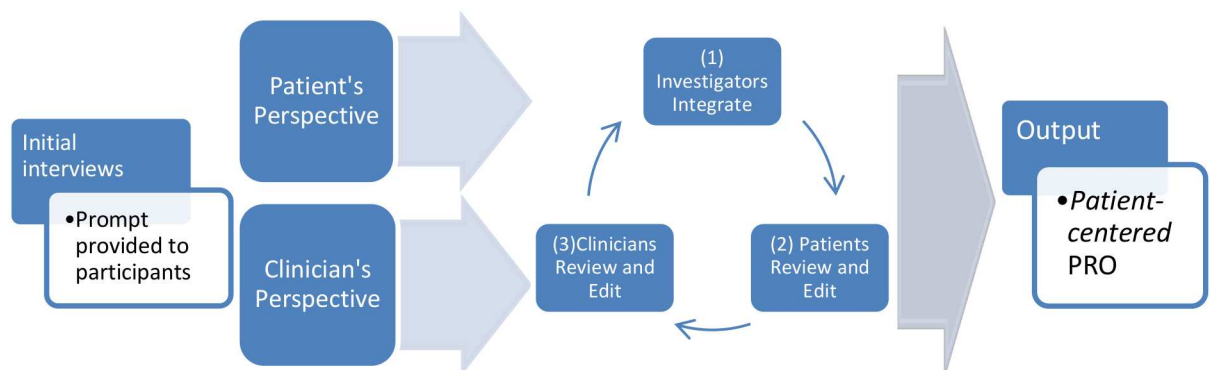 Initial
interviews
•Prompt
provided to
participants
Patient's
Perspective
Clinician's
Perspective
(1)
Investigators
Integrate
(2) Patients
Review and
Edit
(3)Clinicians
Review and
Edit
Output
•Patient-
centered
PRO